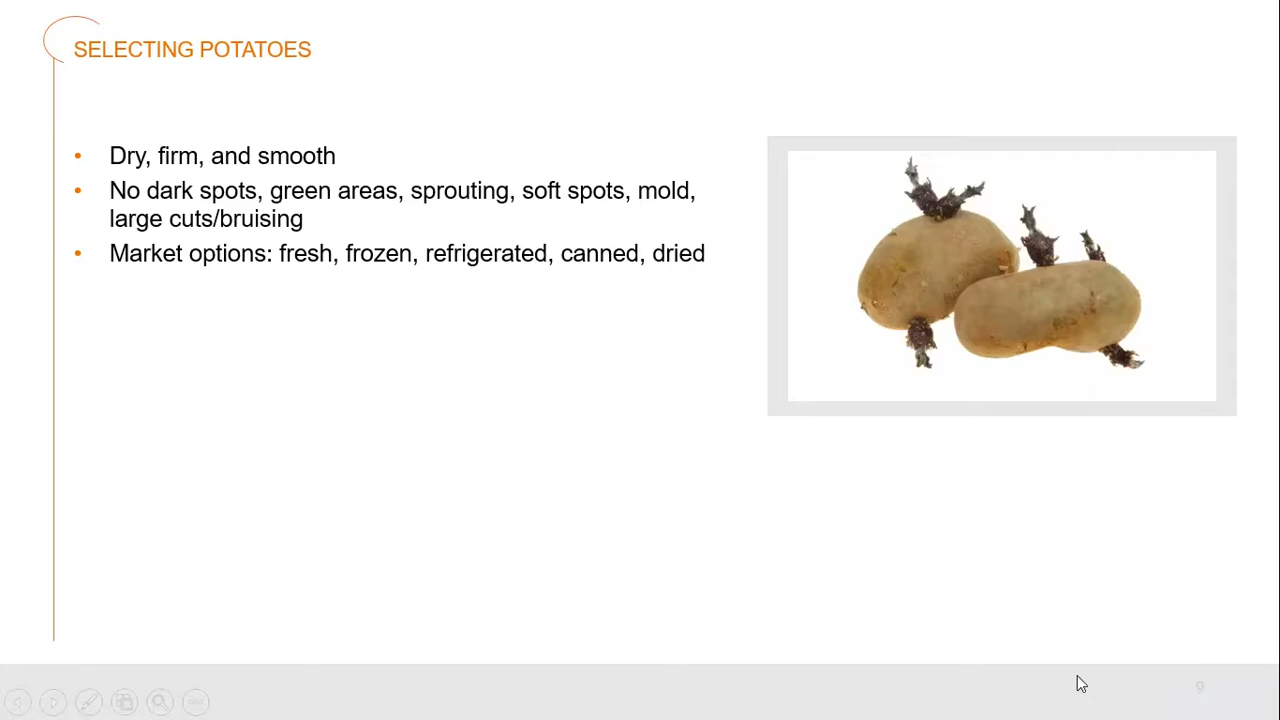 SELECTING POTATOES
• Dry, firm, and smooth
• No dark spots, green areas, sprouting, soft spots, mold,
large cuts/bruising
• Market options: fresh, frozen, refrigerated, canned, dried
9